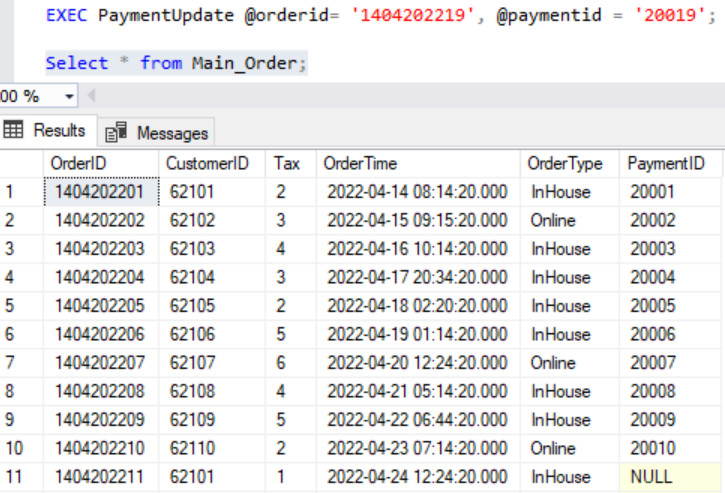 EXEC PaymentUpdate @orderid= '1404202219', @paymentid = '20019';
Select * from Main_Order;
00 %
Results Messages
OrderID CustomerID Tax OrderTime OrderType PaymentID
1 1404202201 62101 2 2022-04-14 08:14:20.000 InHouse 20001
2 1404202202 62102 3 2022-04-15 09:15:20.000 Online 20002
3 1404202203 62103 4 2022-04-16 10:14:20.000 InHouse 20003
4 1404202204 62104 3 2022-04-17 20:34:20.000 InHouse 20004
5 1404202205 62105 2 2022-04-18 02:20:20.000 InHouse 20005
6 1404202206 62106 5 2022-04-19 01:14:20.000 InHouse 20006
7 1404202207 62107 6 2022-04-20 12:24:20.000 Online 20007
8 1404202208 62108 4 2022-04-21 05:14:20.000 InHouse 20008
9 1404202209 62109 5 2022-04-22 06:44:20.000 InHouse 20009
10 1404202210 62110 2 2022-04-23 07:14:20.000 Online 20010
11 1404202211 62101 1 2022-04-24 12:24:20.000 InHouse NULL